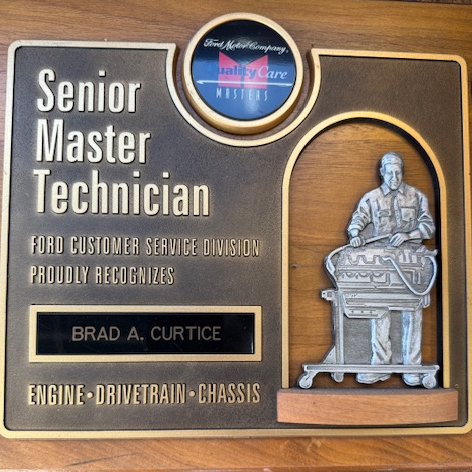 Ford Motor Company,
Quality Care
MASTERS
Senior
Master
Technician
FORD CUSTOMER SERVICE DIVISION
PROUDLY RECOGNIZES
BRAD A. CURTICE
ENGINE•DRIVETRAIN•CHASSIS